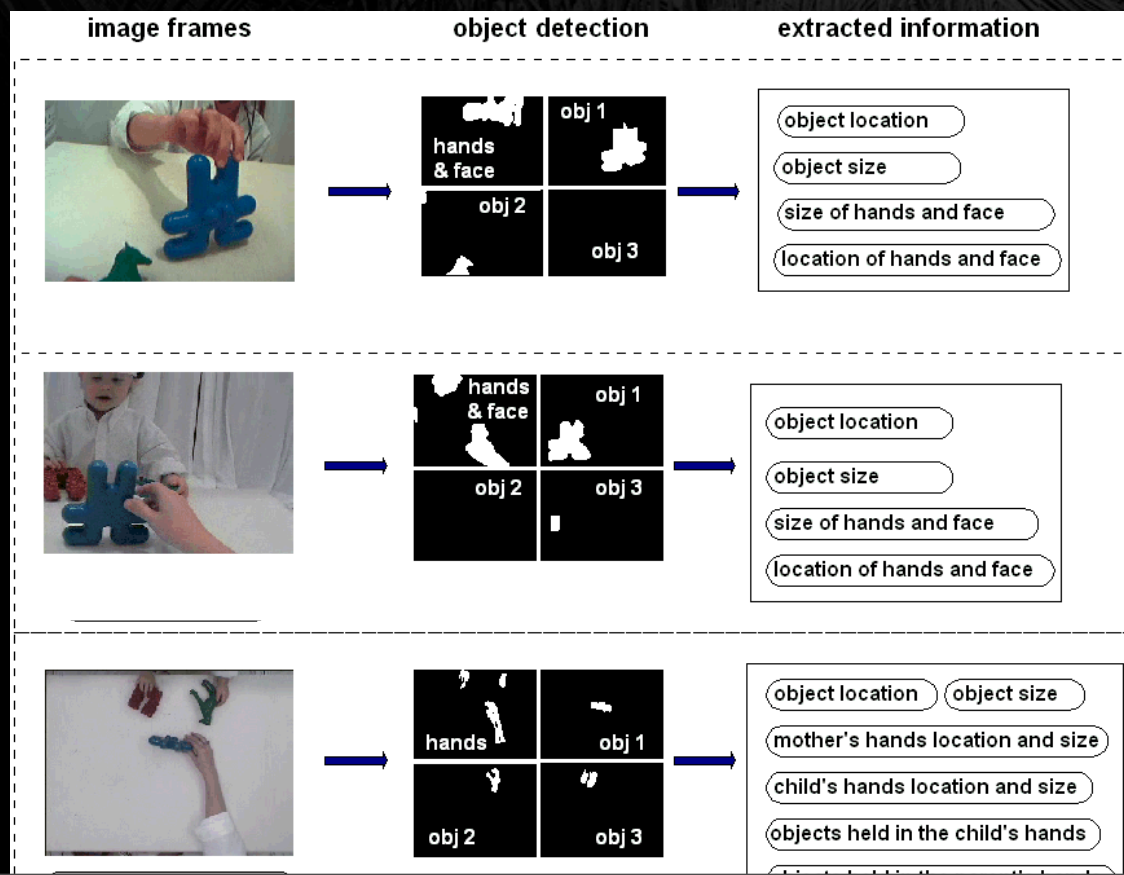 image frames
object detection
extracted information
hands
& face
obj 1
obj 2
obj 3
object location
object size
size of hands and face
location of hands and face
hands
& face
obj 1
obj 2
obj 3
object location
object size
size of hands and face
location of hands and face
hands
obj 1
obj 2
obj 3
object location
object size
mother's hands location and size
child's hands location and size
objects held in the child's hands